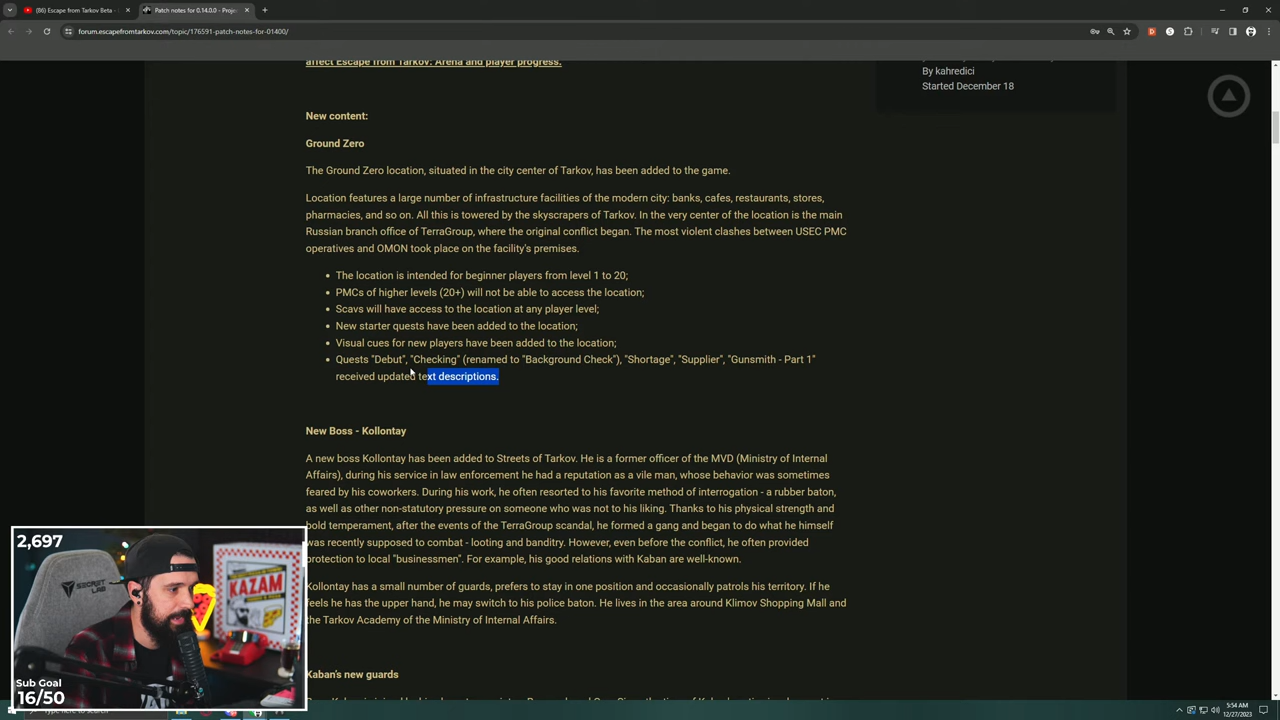 (86) Escape from Tarkov Beta -
Patch notes for 0.14.0.0 - Proje
forum.escapefromtarkov.com/topic/176591-patch-notes-for-01400/
affect Escape from Tarkov: Arena and player progress.
By kahredici
Started December 18
New content:
Ground Zero
The Ground Zero location, situated in the city center of Tarkov, has been added to the game.
Location features a large number of infrastructure facilities of the modern city: banks, cafes, restaurants, stores,
pharmacies, and so on. All this is towered by the skyscrapers of Tarkov. In the very center of the location is the main
Russian branch office of TerraGroup, where the original conflict began. The most violent clashes between USEC PMC
operatives and OMON took place on the facility's premises.
• The location is intended for beginner players from level 1 to 20;
• PMCs of higher levels (20+) will not be able to access the location;
• Scavs will have access to the location at any player level;
• New starter quests have been added to the location;
• Visual cues for new players have been added to the location;
• Quests "Debut", "Checking" (renamed to "Background Check"), "Shortage", "Supplier", "Gunsmith - Part 1"
received updated text descriptions.
New Boss - Kollontay
A new boss Kollontay has been added to Streets of Tarkov. He is a former officer of the MVD (Ministry of Internal
Affairs), during his service in law enforcement he had a reputation as a vile man, whose behavior was sometimes
feared by his coworkers. During his work, he often resorted to his favorite method of interrogation - a rubber baton,
as well as other non-statutory pressure on someone who was not to his liking. Thanks to his physical strength and
bold temperament, after the events of the TerraGroup scandal, he formed a gang and began to do what he himself
was recently supposed to combat - looting and banditry. However, even before the conflict, he often provided
protection to local "businessmen". For example, his good relations with Kaban are well-known.
Kollontay has a small number of guards, prefers to stay in one position and occasionally patrols his territory. If he
feels he has the upper hand, he may switch to his police baton. He lives in the area around Klimov Shopping Mall and
the Tarkov Academy of the Ministry of Internal Affairs.
Kaban's new guards
2,697
SECRETLAB
KAZAM
Sub Goal
16/50
Type here to search
5:54 AM
12/27/2023